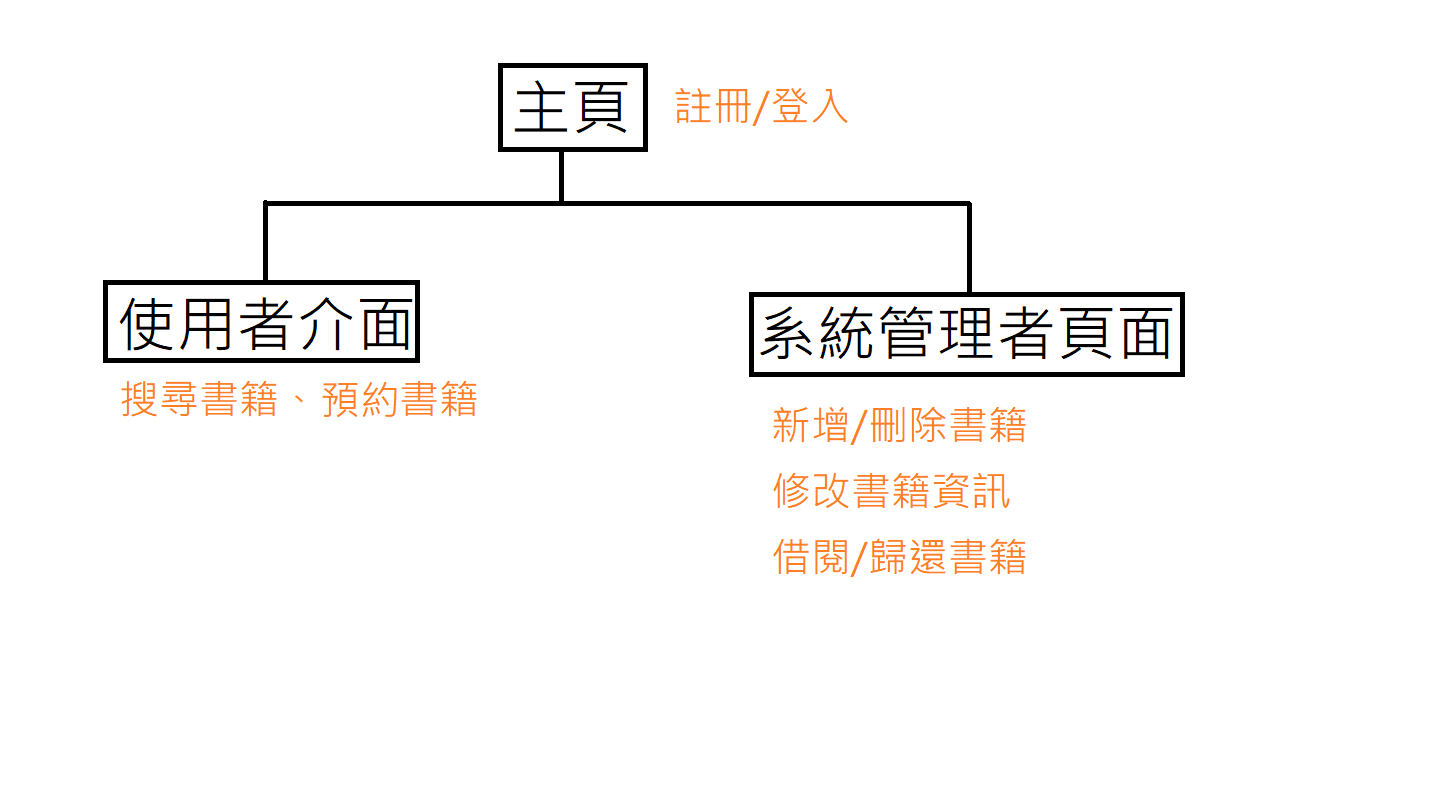 主頁
註冊/登入
使用者介面
搜尋書籍、預約書籍
系統管理者頁面
新增/刪除書籍
修改書籍資訊
借閱/歸還書籍